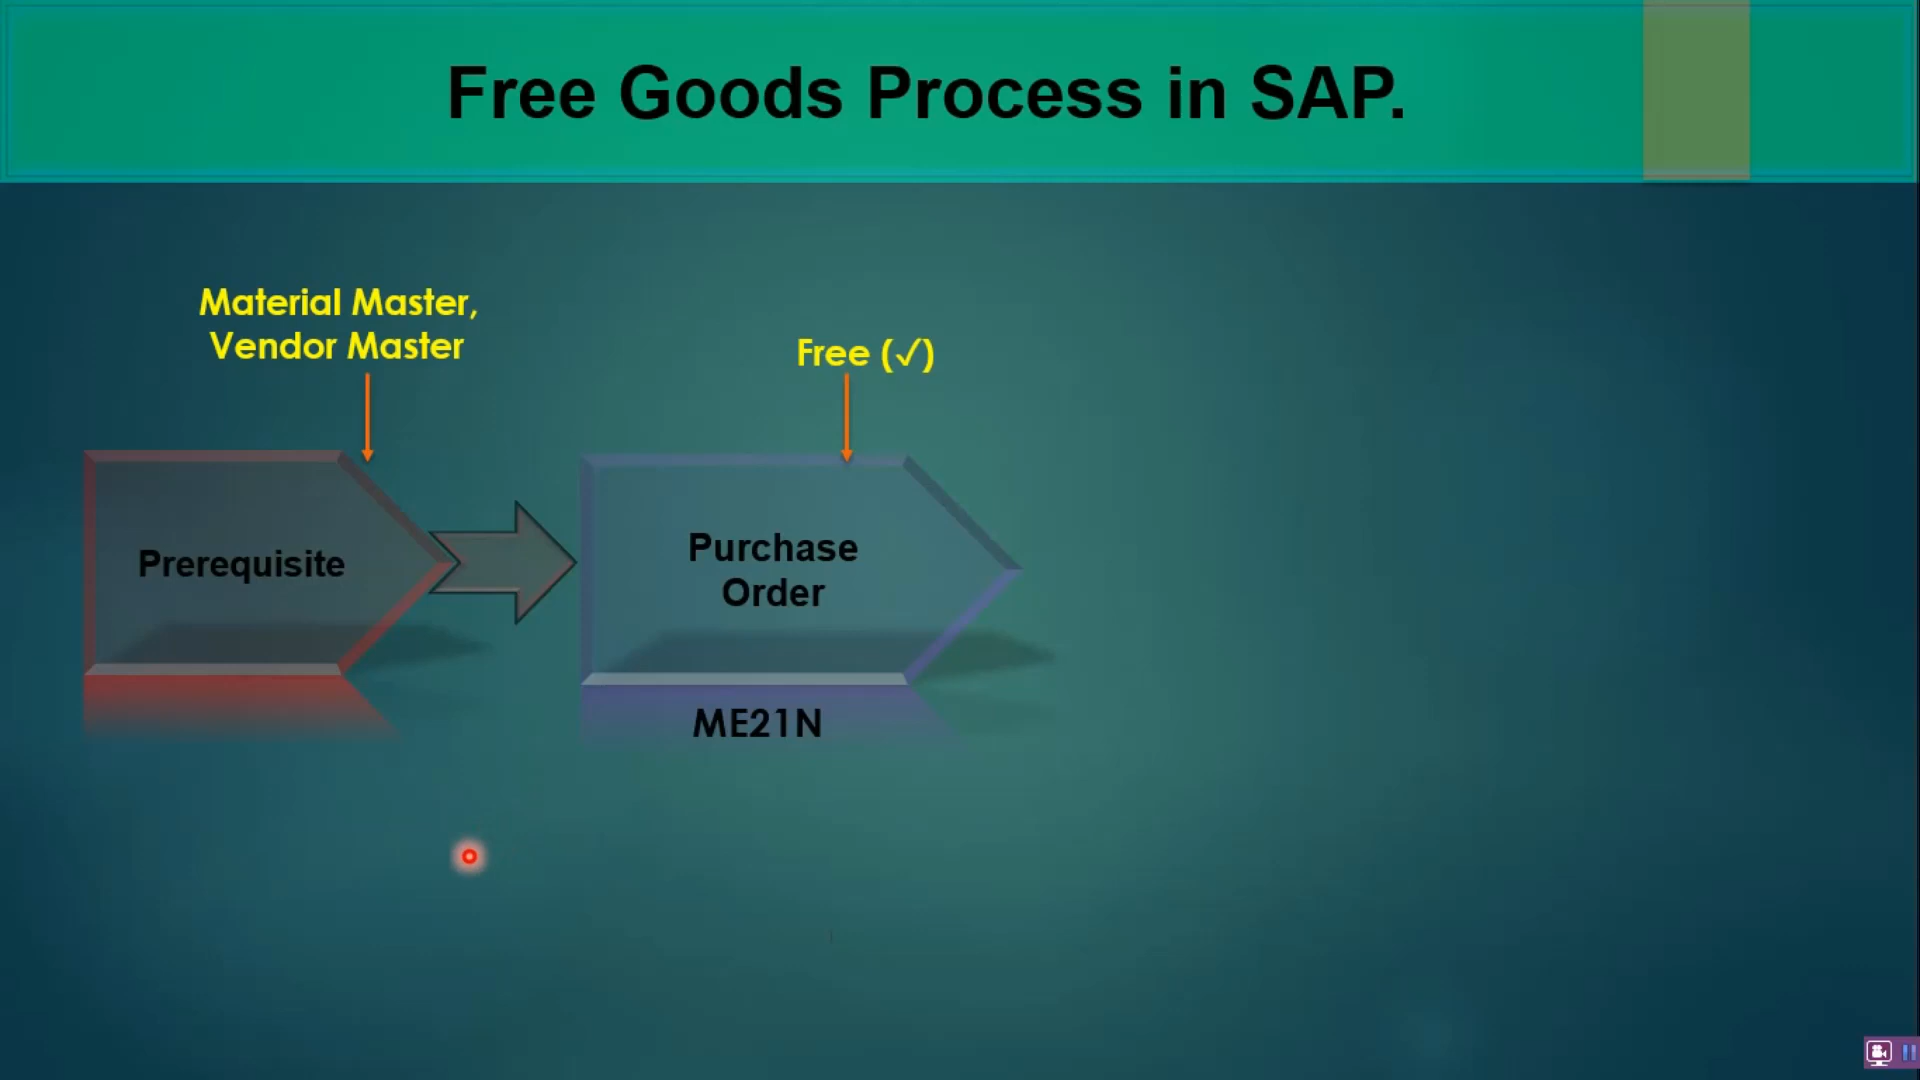 Free Goods Process in SAP.
Material Master,
Vendor Master
Free (✓)
Prerequisite
Purchase
Order
ME21N